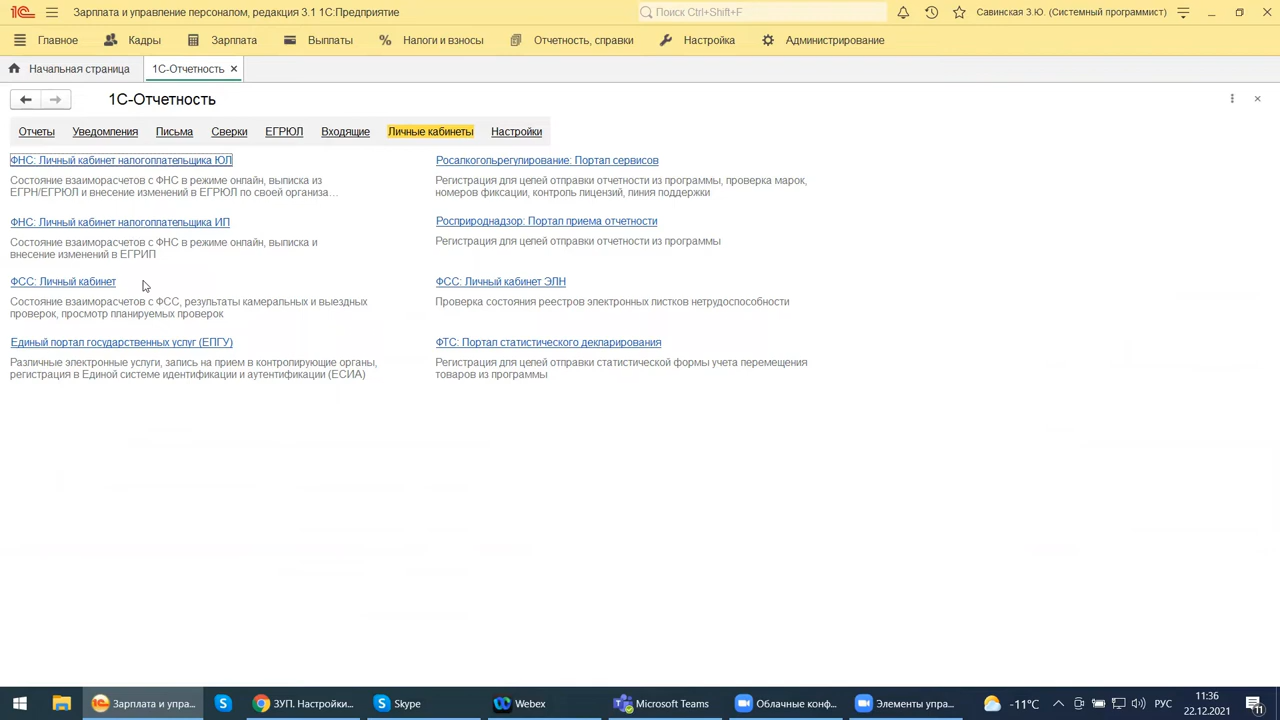 Зарплата и управление персоналом, редакция 3.1 1С:Предприятие
Поиск Ctrl+Shift+F
Савинская З.Ю. (Системный программист)
Главное
Кадры
Зарплата
Выплаты
Налоги и взносы
Отчетность, справки
Настройка
Администрирование
Начальная страница
1С-Отчетность
1С-Отчетность
Отчеты
Уведомления
Письма
Сверки
ЕГРЮЛ
Входящие
Личные кабинеты
Настройки
ФНС: Личный кабинет налогоплательщика ЮЛ
Состояние взаиморасчетов с ФНС в режиме онлайн, выписка из
ЕГРН/ЕГРЮЛ и внесение изменений в ЕГРЮЛ по своей организа...
Росалкогольрегулирование: Портал сервисов
Регистрация для целей отправки отчетности из программы, проверка марок,
номеров фиксации, контроль лицензий, линия поддержки
ФНС: Личный кабинет налогоплательщика ИП
Состояние взаиморасчетов с ФНС в режиме онлайн, выписка и
внесение изменений в ЕГРИП
Росприроднадзор: Портал приема отчетности
Регистрация для целей отправки отчетности из программы
ФСС: Личный кабинет
Состояние взаиморасчетов с ФСС, результаты камеральных и выездных
проверок, просмотр планируемых проверок
ФСС: Личный кабинет ЭЛН
Проверка состояния реестров электронных листков нетрудоспособности
Единый портал государственных услуг (ЕПГУ)
Различные электронные услуги, запись на прием в контролирующие органы,
регистрация в Единой системе идентификации и аутентификации (ЕСИА)
ФТС: Портал статистического декларирования
Регистрация для целей отправки статистической формы учета перемещения
товаров из программы
Зарплата и упра...
ЗУП. Настройки...
Skype
Webex
Microsoft Teams
Облачные конф...
Элементы упра...
-11°C
РУС
11:36
22.12.2021
11